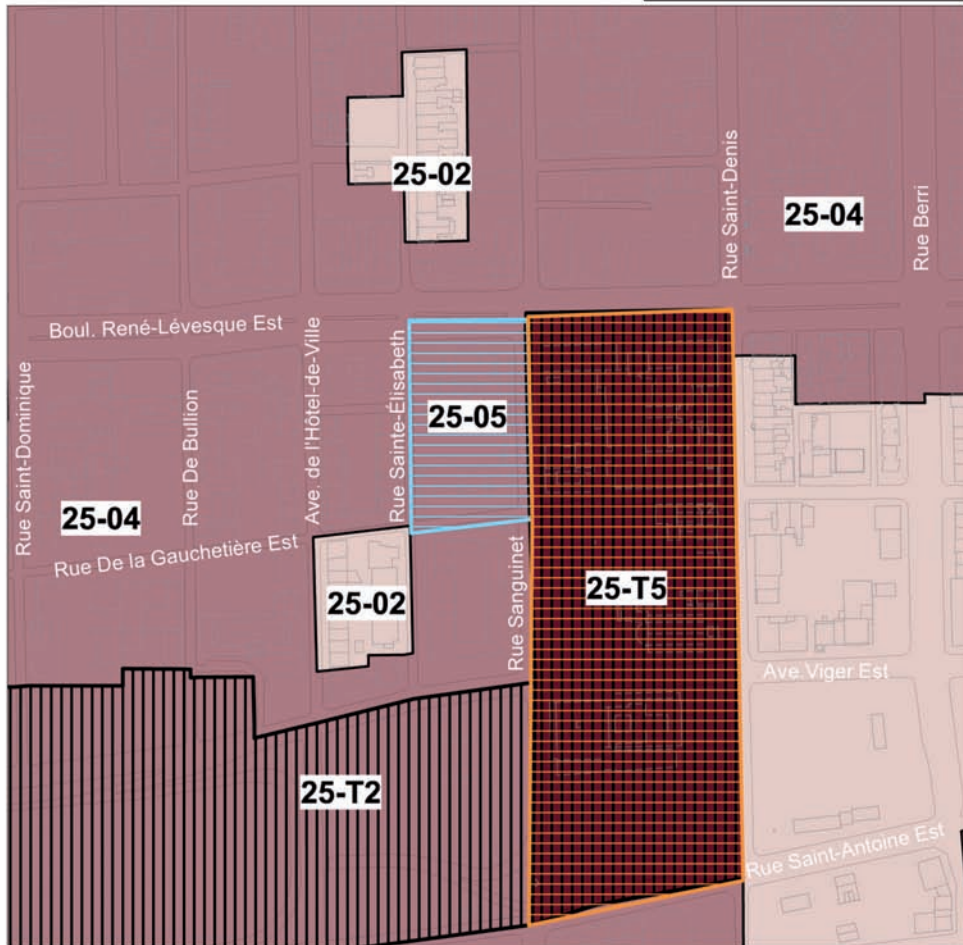 25-02
Rue Saint-Denis
25-04
Rue Berri
Boul. René-Lévesque Est
Ave. de l'Hôtel-de-Ville
Rue Sainte-Élisabeth
25-05
Rue Saint-Dominique
Rue De Bullion
25-04
Rue De la Gauchetière Est
25-02
Rue Sanguinet
25-T5
Ave.Viger Est
25-T2
Rue Saint-Antoine Est